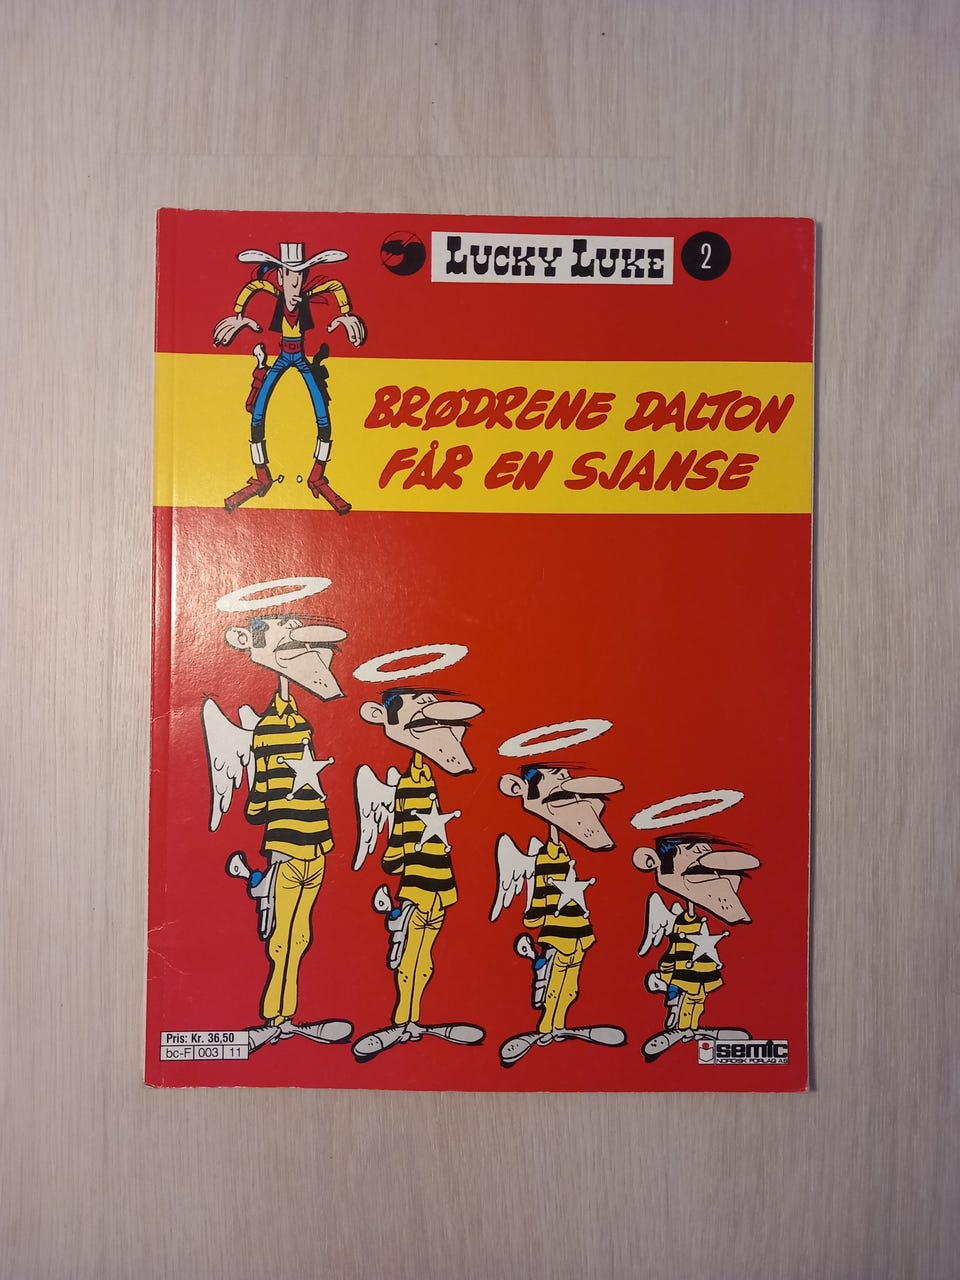 LUCKY LUKE 2
BRØDRENE DALTON
FÅR EN SJANSE
Pris: Kr. 36,50
bc-F 003 11
semic
NORDISK FORLAG AS